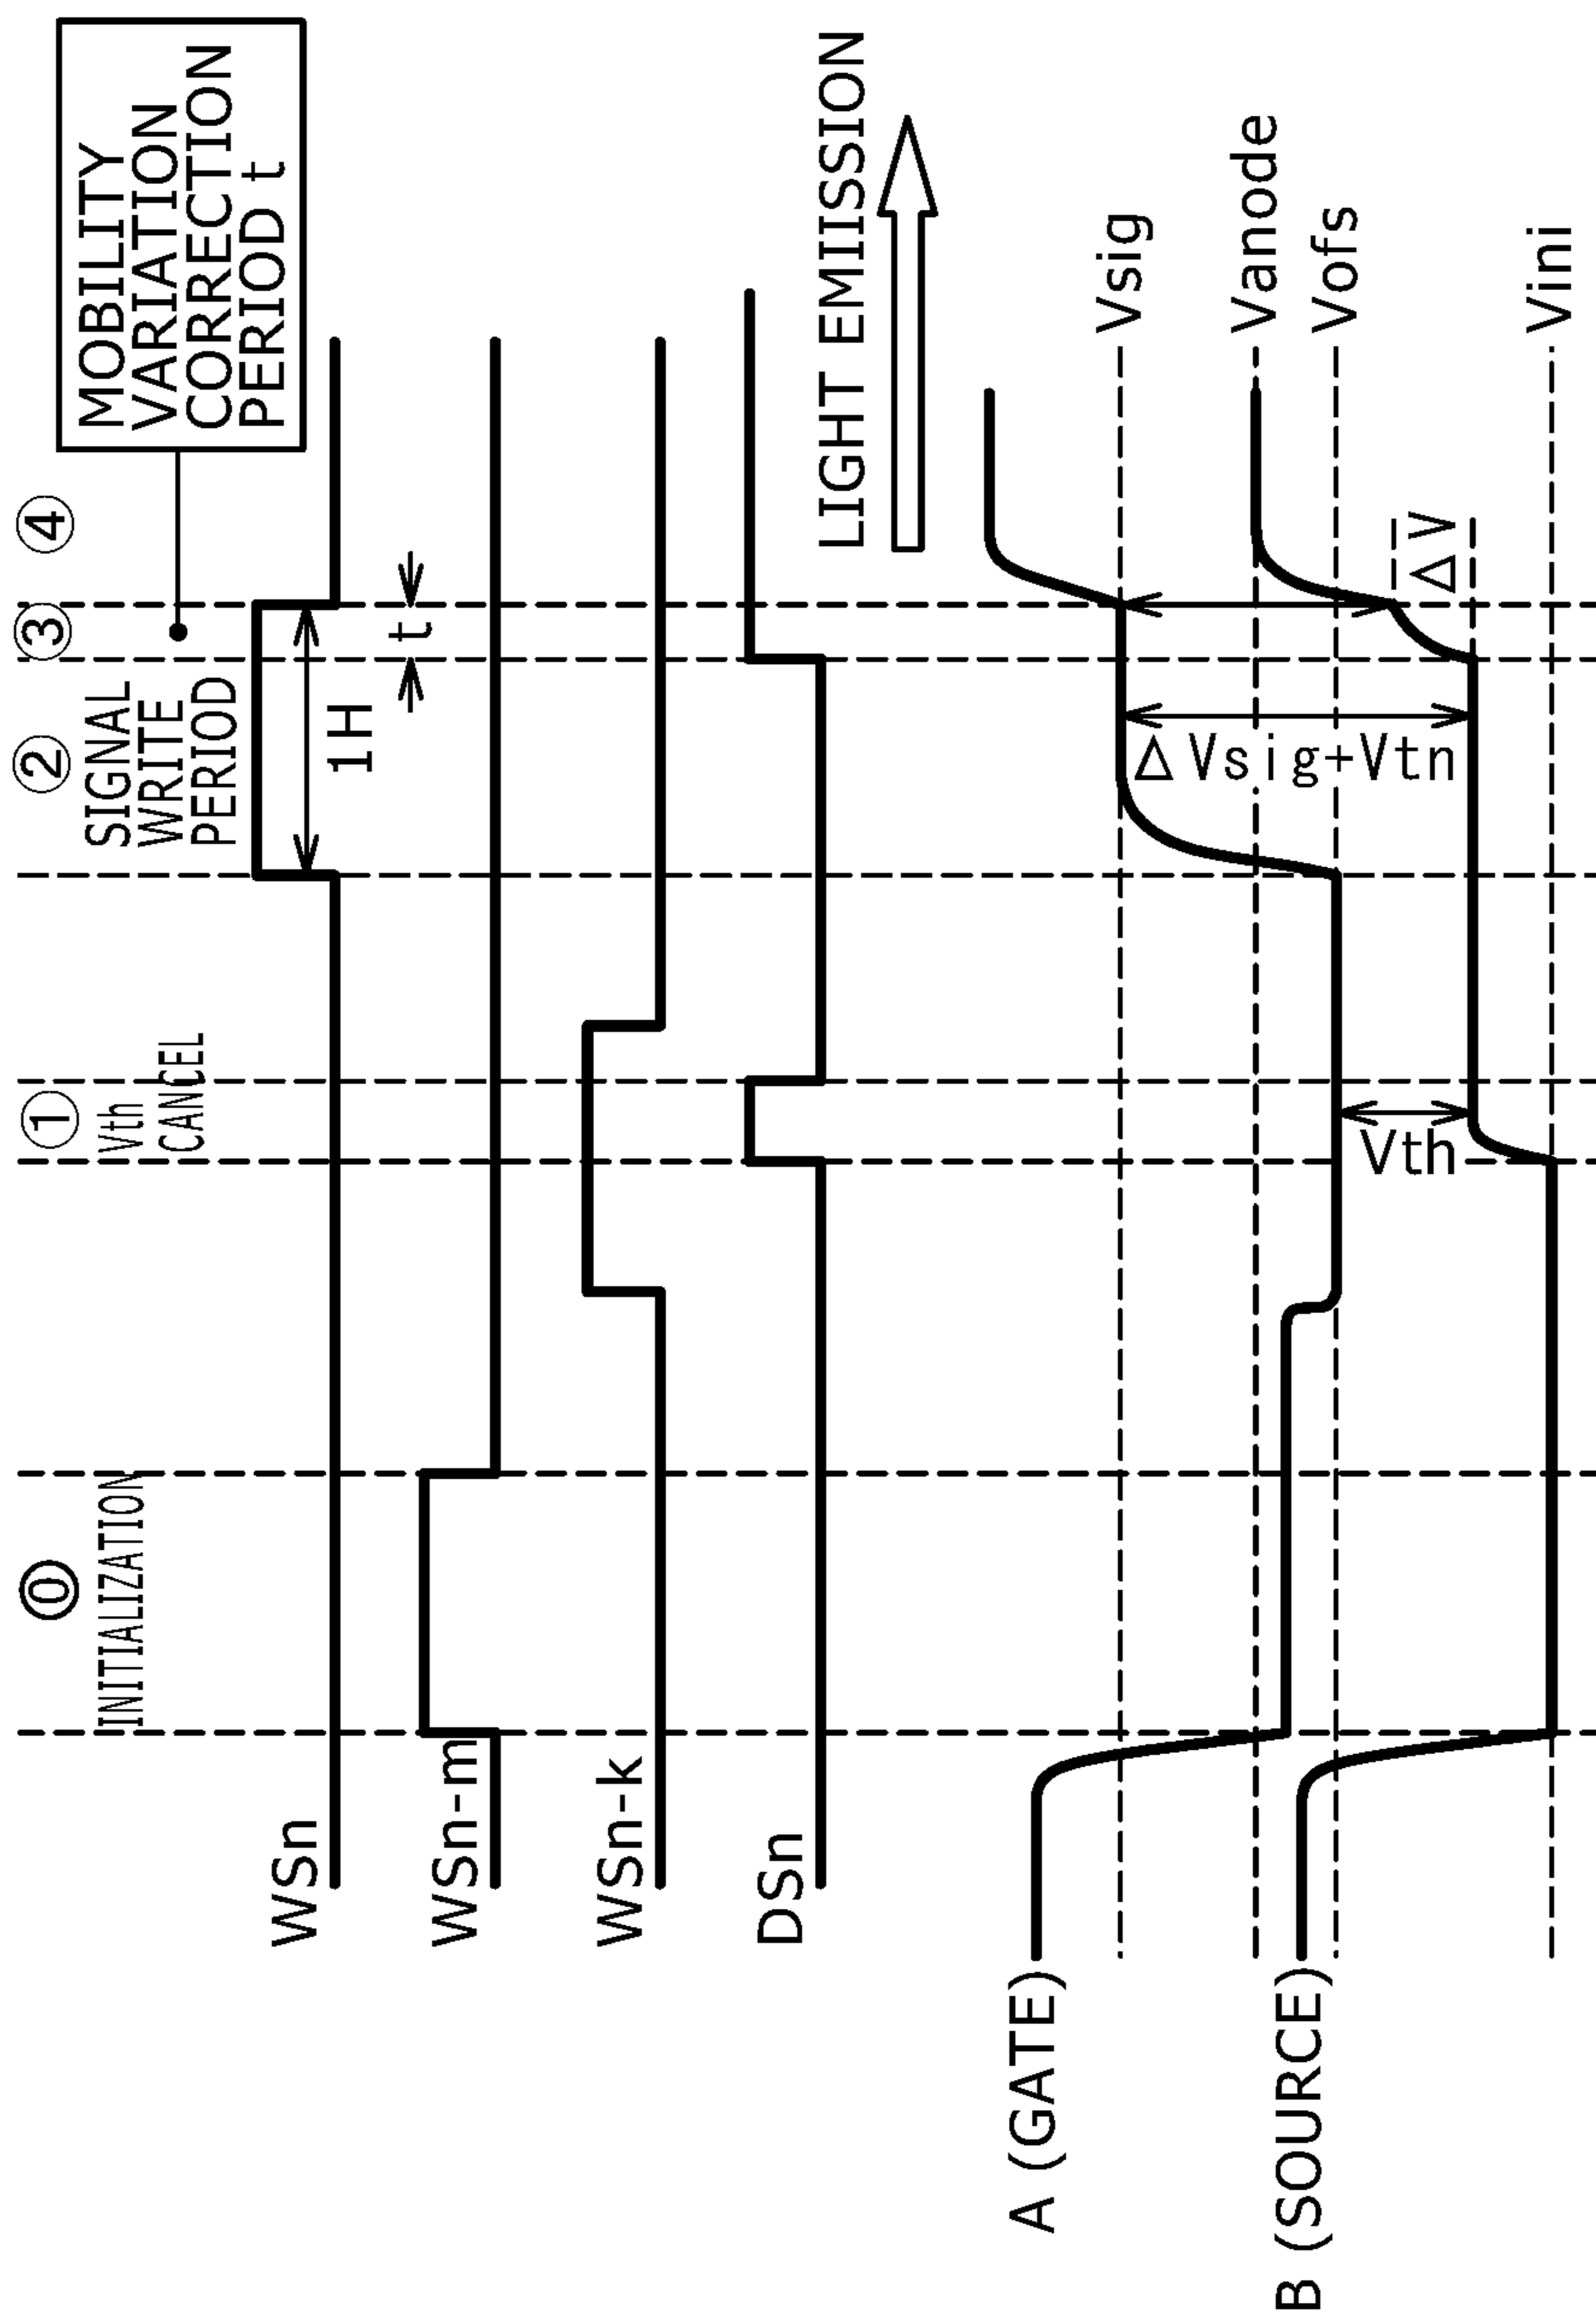 ⓪
INITIALIZATION
①
Vth
CANCEL
②
SIGNAL
WRITE
PERIOD
③
④
MOBILITY
VARIATION
CORRECTION
PERIOD t
WSn
1H
WSn-m
t
WSn-k
DSn
LIGHT EMIISSION
A (GATE)
Vsig
B (SOURCE)
Vanode
Vofs
ΔVsig+Vtn
Vth
ΔV
Vini